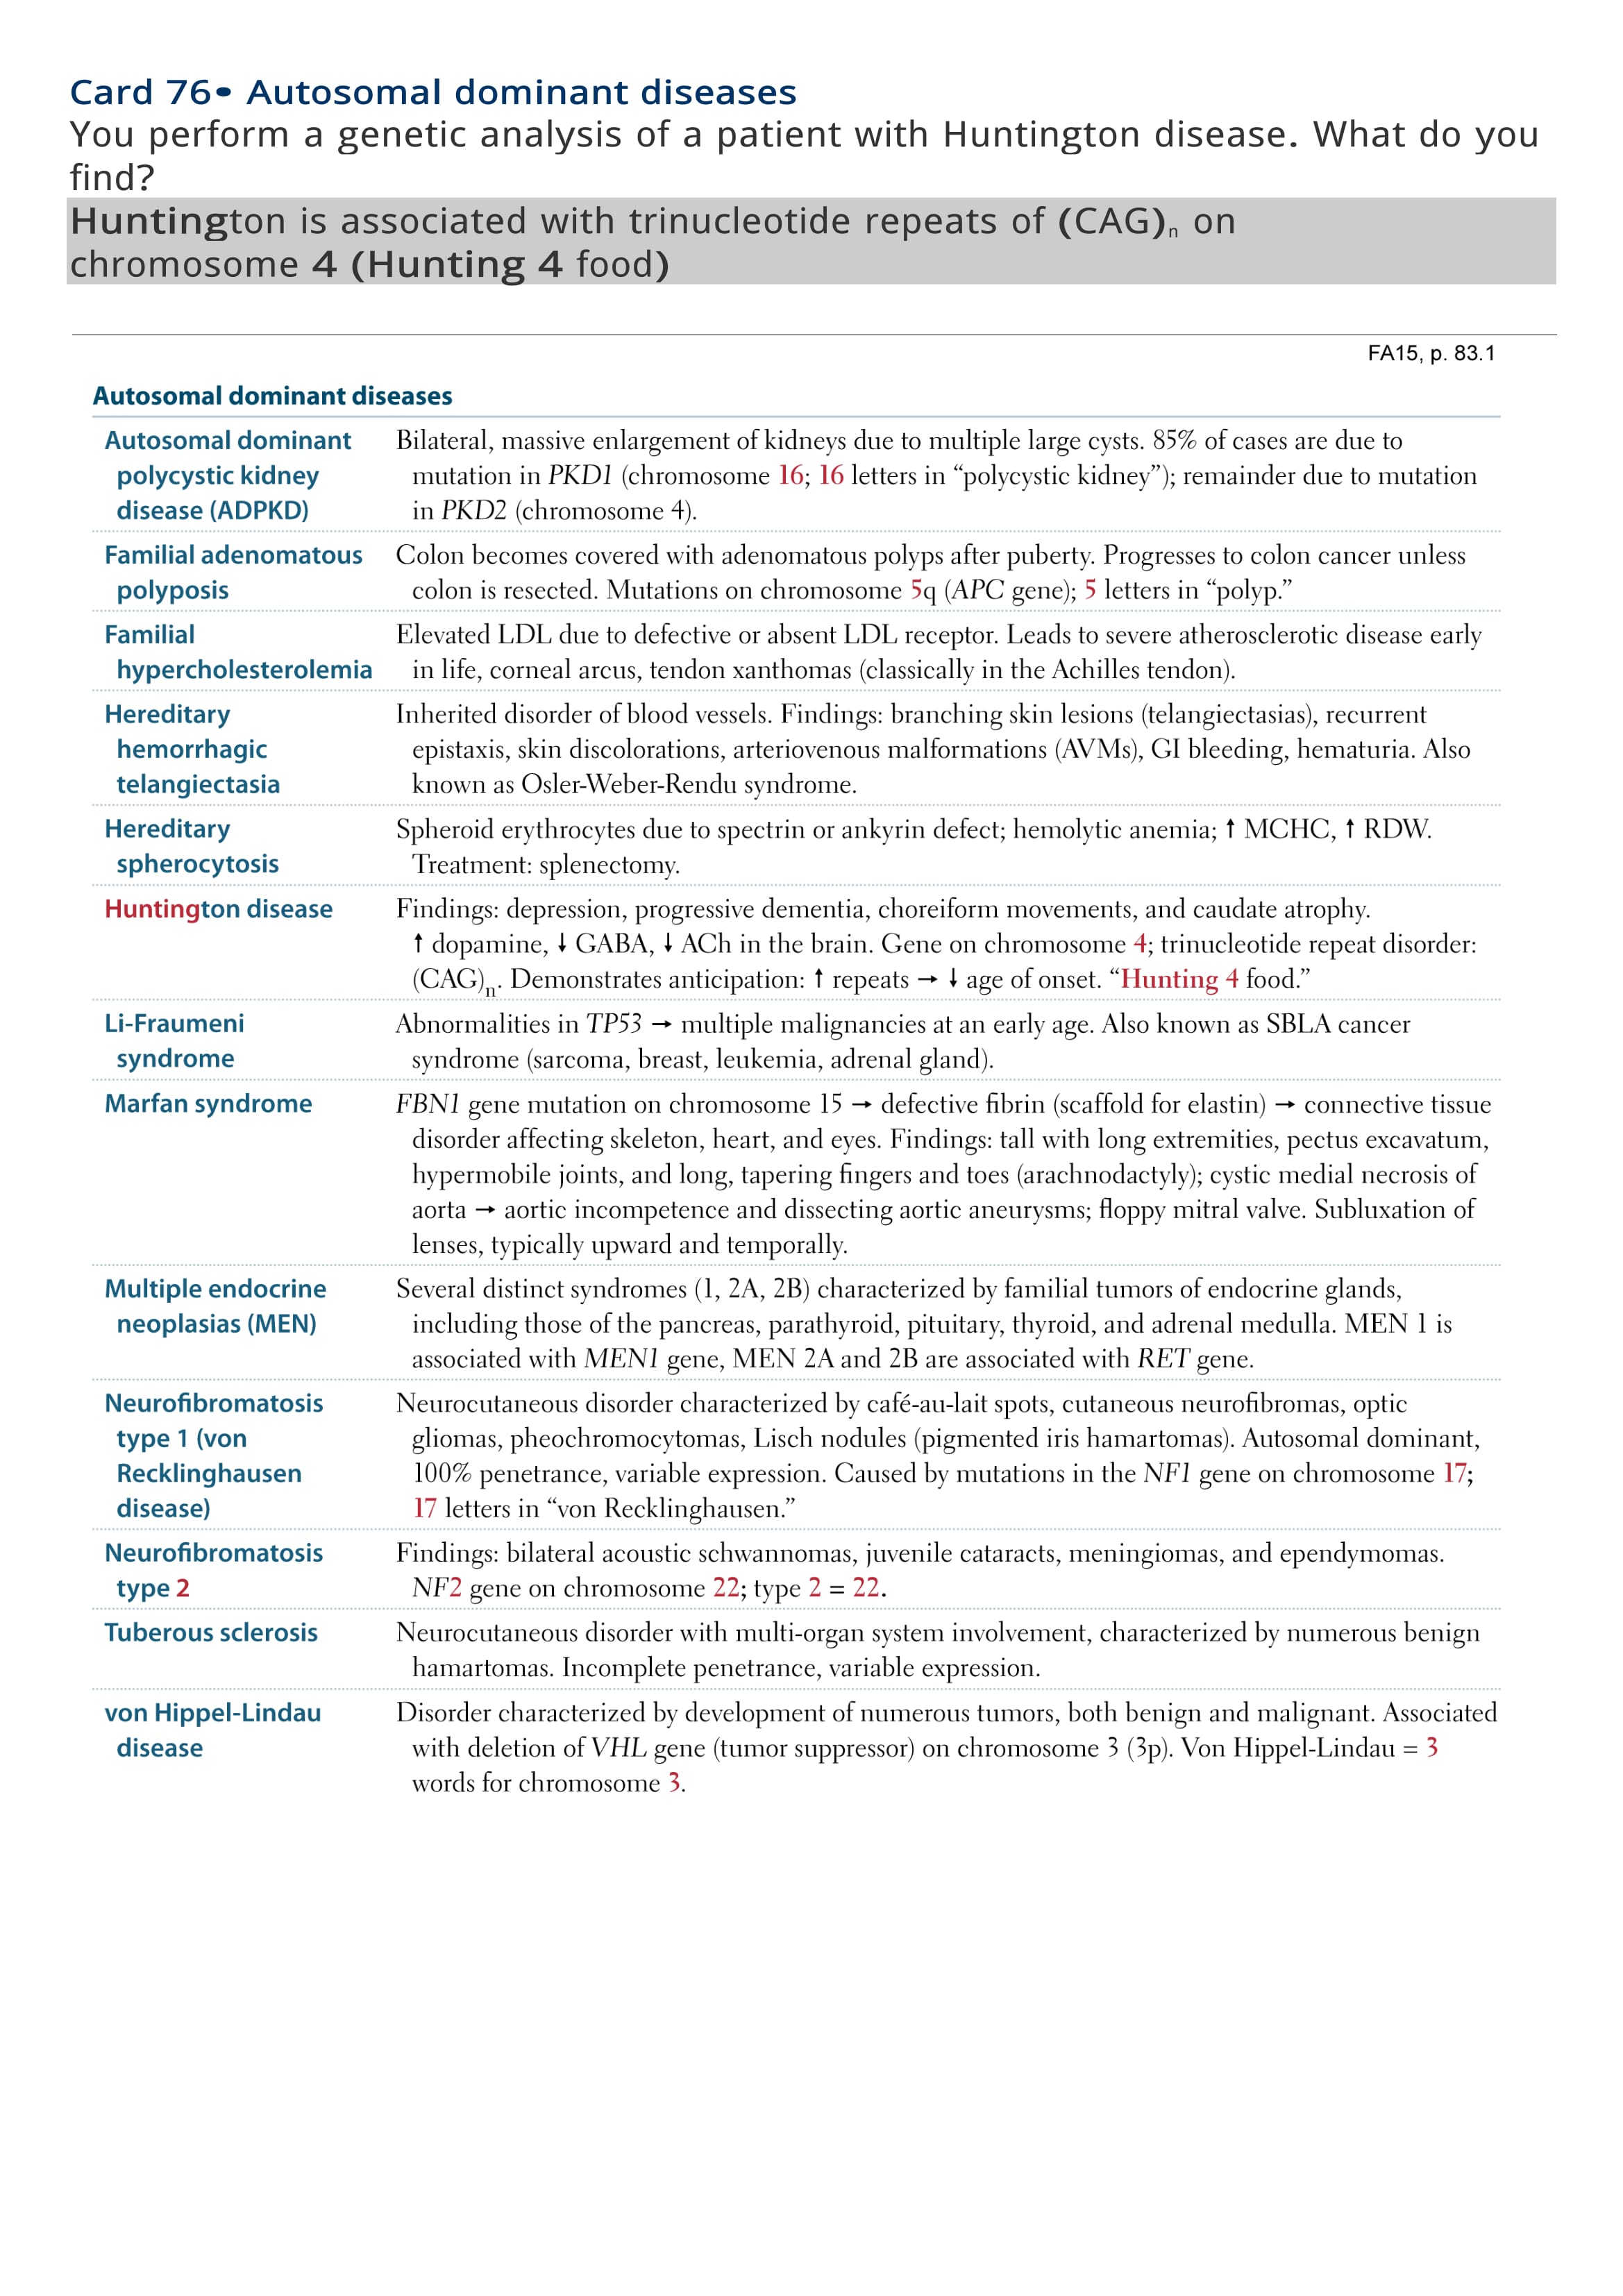 Card 76• Autosomal dominant diseases
You perform a genetic analysis of a patient with Huntington disease. What do you
find?
Huntington is associated with trinucleotide repeats of (CAG)n on
chromosome 4 (Hunting 4 food)
FA15, p. 83.1
Autosomal dominant diseases
Autosomal dominant
polycystic kidney
disease (ADPKD)
Bilateral, massive enlargement of kidneys due to multiple large cysts. 85% of cases are due to
mutation in PKD1 (chromosome 16; 16 letters in “polycystic kidney”); remainder due to mutation
in PKD2 (chromosome 4).
Familial adenomatous
polyposis
Colon becomes covered with adenomatous polyps after puberty. Progresses to colon cancer unless
colon is resected. Mutations on chromosome 5q (APC gene); 5 letters in “polyp.”
Familial
hypercholesterolemia
Elevated LDL due to defective or absent LDL receptor. Leads to severe atherosclerotic disease early
in life, corneal arcus, tendon xanthomas (classically in the Achilles tendon).
Hereditary
hemorrhagic
telangiectasia
Inherited disorder of blood vessels. Findings: branching skin lesions (telangiectasias), recurrent
epistaxis, skin discolorations, arteriovenous malformations (AVMs), GI bleeding, hematuria. Also
known as Osler-Weber-Rendu syndrome.
Hereditary
spherocytosis
Spheroid erythrocytes due to spectrin or ankyrin defect; hemolytic anemia; ↑ MCHC, ↑ RDW.
Treatment: splenectomy.
Huntington disease
Findings: depression, progressive dementia, choreiform movements, and caudate atrophy.
↑ dopamine, ↓ GABA, ↓ ACh in the brain. Gene on chromosome 4; trinucleotide repeat disorder:
(CAG)n. Demonstrates anticipation: ↑ repeats → ↓ age of onset. “Hunting 4 food.”
Li-Fraumeni
syndrome
Abnormalities in TP53 → multiple malignancies at an early age. Also known as SBLA cancer
syndrome (sarcoma, breast, leukemia, adrenal gland).
Marfan syndrome
FBN1 gene mutation on chromosome 15 → defective fibrin (scaffold for elastin) → connective tissue
disorder affecting skeleton, heart, and eyes. Findings: tall with long extremities, pectus excavatum,
hypermobile joints, and long, tapering fingers and toes (arachnodactyly); cystic medial necrosis of
aorta → aortic incompetence and dissecting aortic aneurysms; floppy mitral valve. Subluxation of
lenses, typically upward and temporally.
Multiple endocrine
neoplasias (MEN)
Several distinct syndromes (1, 2A, 2B) characterized by familial tumors of endocrine glands,
including those of the pancreas, parathyroid, pituitary, thyroid, and adrenal medulla. MEN 1 is
associated with MEN1 gene, MEN 2A and 2B are associated with RET gene.
Neurofibromatosis
type 1 (von
Recklinghausen
disease)
Neurocutaneous disorder characterized by café-au-lait spots, cutaneous neurofibromas, optic
gliomas, pheochromocytomas, Lisch nodules (pigmented iris hamartomas). Autosomal dominant,
100% penetrance, variable expression. Caused by mutations in the NF1 gene on chromosome 17;
17 letters in “von Recklinghausen.”
Neurofibromatosis
type 2
Findings: bilateral acoustic schwannomas, juvenile cataracts, meningiomas, and ependymomas.
NF2 gene on chromosome 22; type 2 = 22.
Tuberous sclerosis
Neurocutaneous disorder with multi-organ system involvement, characterized by numerous benign
hamartomas. Incomplete penetrance, variable expression.
von Hippel-Lindau
disease
Disorder characterized by development of numerous tumors, both benign and malignant. Associated
with deletion of VHL gene (tumor suppressor) on chromosome 3 (3p). Von Hippel-Lindau = 3
words for chromosome 3.